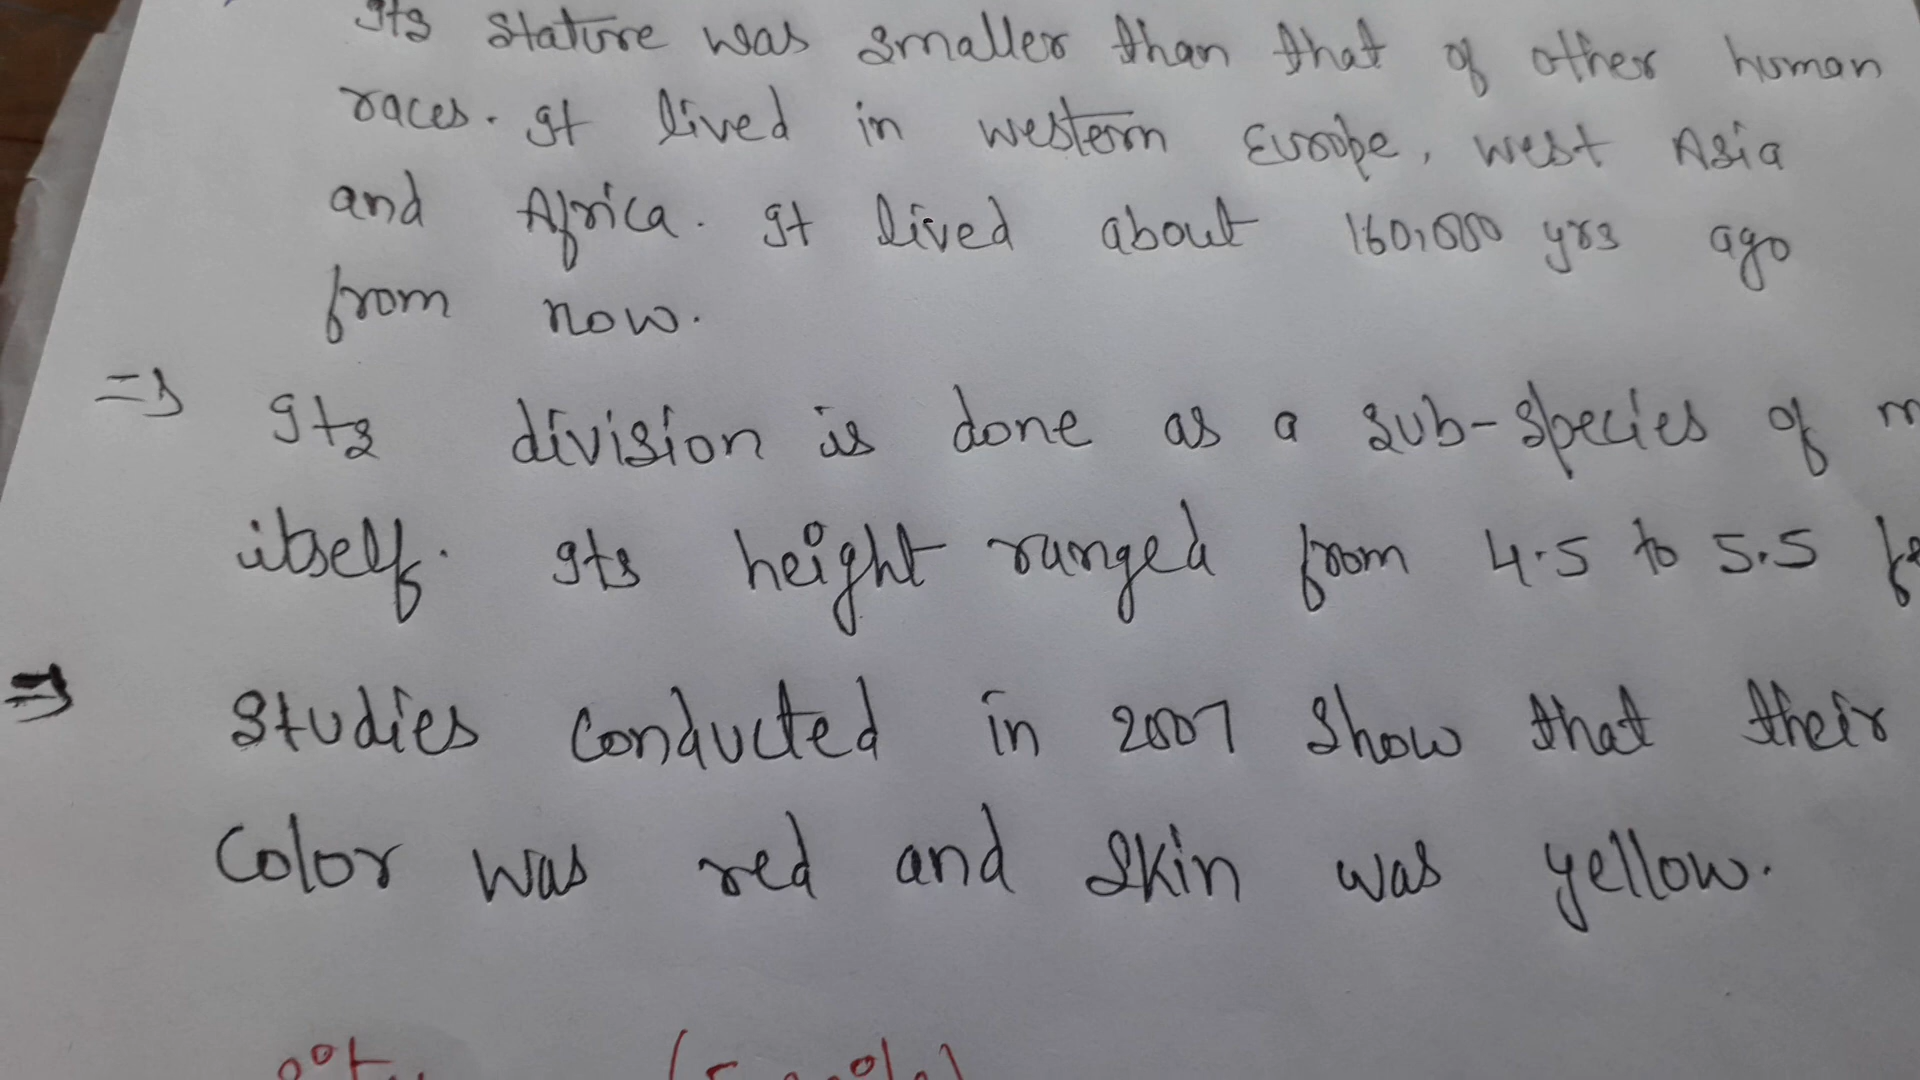 Its stature was smaller than that of other human
races. It lived in western Europe, west Asia
and Africa. It lived about 160,000 yrs ago
from now.
⇒ Its division is done as a sub-species of
itself. Its height ranged from 4.5 to 5.5
⇒ Studies conducted in 2007 show that their
color was red and skin was yellow.